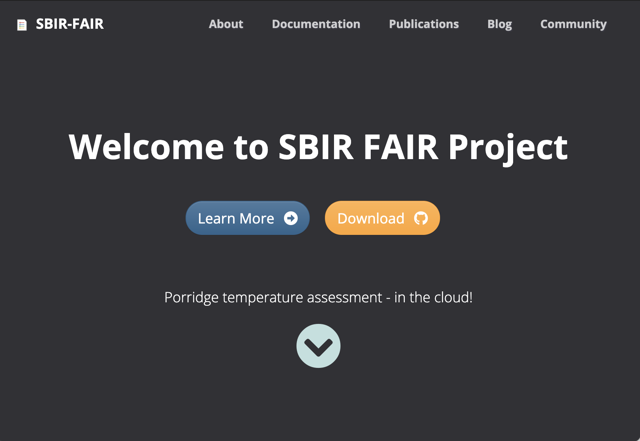 SBIR-FAIR
About Documentation Publications Blog Community
Welcome to SBIR FAIR Project
Learn More Download
Porridge temperature assessment - in the cloud!